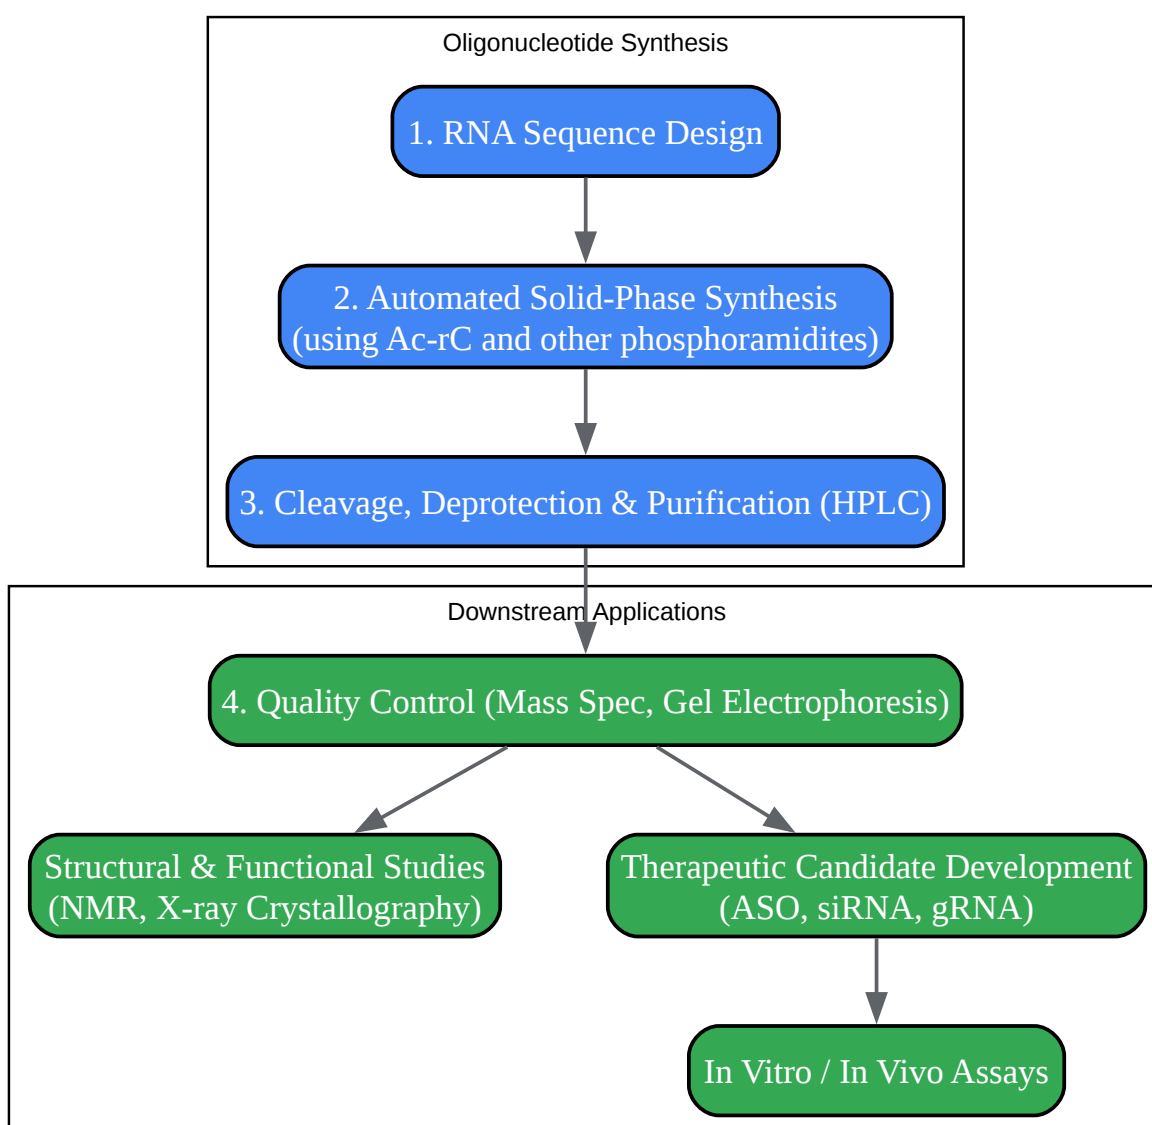 Oligonucleotide Synthesis
1. RNA Sequence Design
2. Automated Solid-Phase Synthesis
(using Ac-rC and other phosphoramidites)
3. Cleavage, Deprotection & Purification (HPLC)
Downstream Applications
4. Quality Control (Mass Spec, Gel Electrophoresis)
Structural & Functional Studies
(NMR, X-ray Crystallography)
Therapeutic Candidate Development
(ASO, siRNA, gRNA)
In Vitro / In Vivo Assays